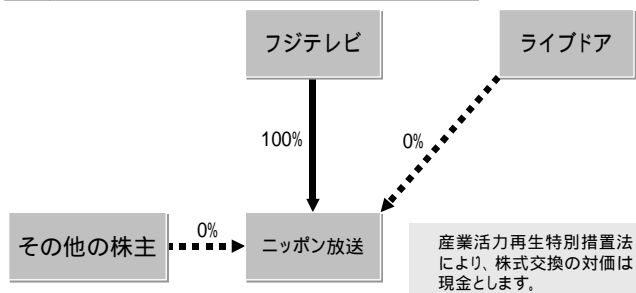 フジテレビ
ライブドア
100%
0%
その他の株主
0%
ニッポン放送
産業活力再生特別措置法
により、株式交換の対価は
現金とします。